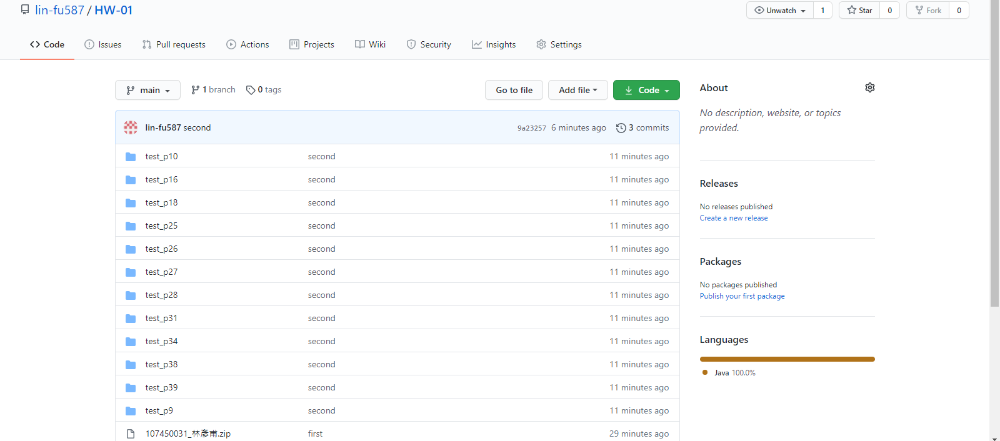 lin-fu587 / HW-01
Unwatch 1 Star 0 Fork 0
Code Issues Pull requests Actions Projects Wiki Security Insights Settings
main 1 branch 0 tags Go to file Add file Code
lin-fu587 second 9a23257 6 minutes ago 3 commits
test_p10 second 11 minutes ago
test_p16 second 11 minutes ago
test_p18 second 11 minutes ago
test_p25 second 11 minutes ago
test_p26 second 11 minutes ago
test_p27 second 11 minutes ago
test_p28 second 11 minutes ago
test_p31 second 11 minutes ago
test_p34 second 11 minutes ago
test_p38 second 11 minutes ago
test_p39 second 11 minutes ago
test_p9 second 11 minutes ago
107450031_林彥甫.zip first 29 minutes ago
About
No description, website, or topics
provided.
Releases
No releases published
Create a new release
Packages
No packages published
Publish your first package
Languages
Java 100.0%